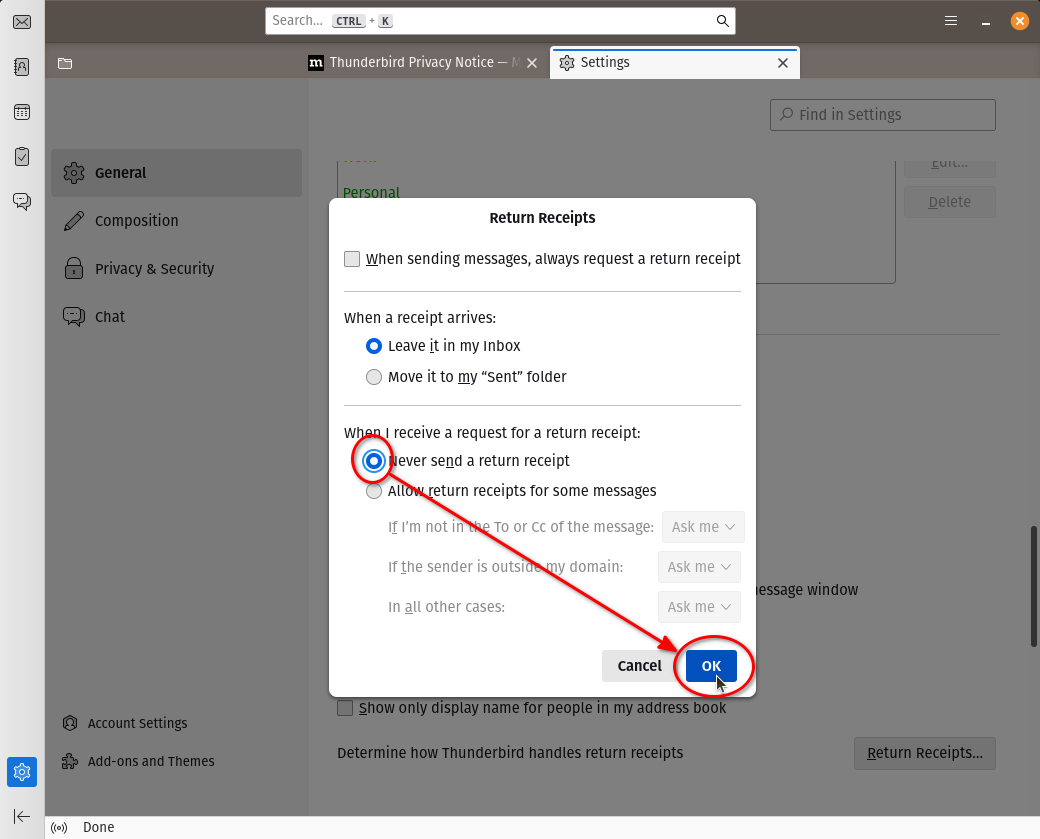 Search... CTRL + K
Thunderbird Privacy Notice — M
Settings
Find in Settings
General
Composition
Privacy & Security
Chat
Personal
Edit...
Delete
Return Receipts
When sending messages, always request a return receipt
When a receipt arrives:
Leave it in my Inbox
Move it to my “Sent” folder
When I receive a request for a return receipt:
Never send a return receipt
Allow return receipts for some messages
If I’m not in the To or Cc of the message: Ask me
If the sender is outside my domain: Ask me
In all other cases: Ask me
essage window
Cancel OK
Show only display name for people in my address book
Determine how Thunderbird handles return receipts Return Receipts...
Account Settings
Add-ons and Themes
Done